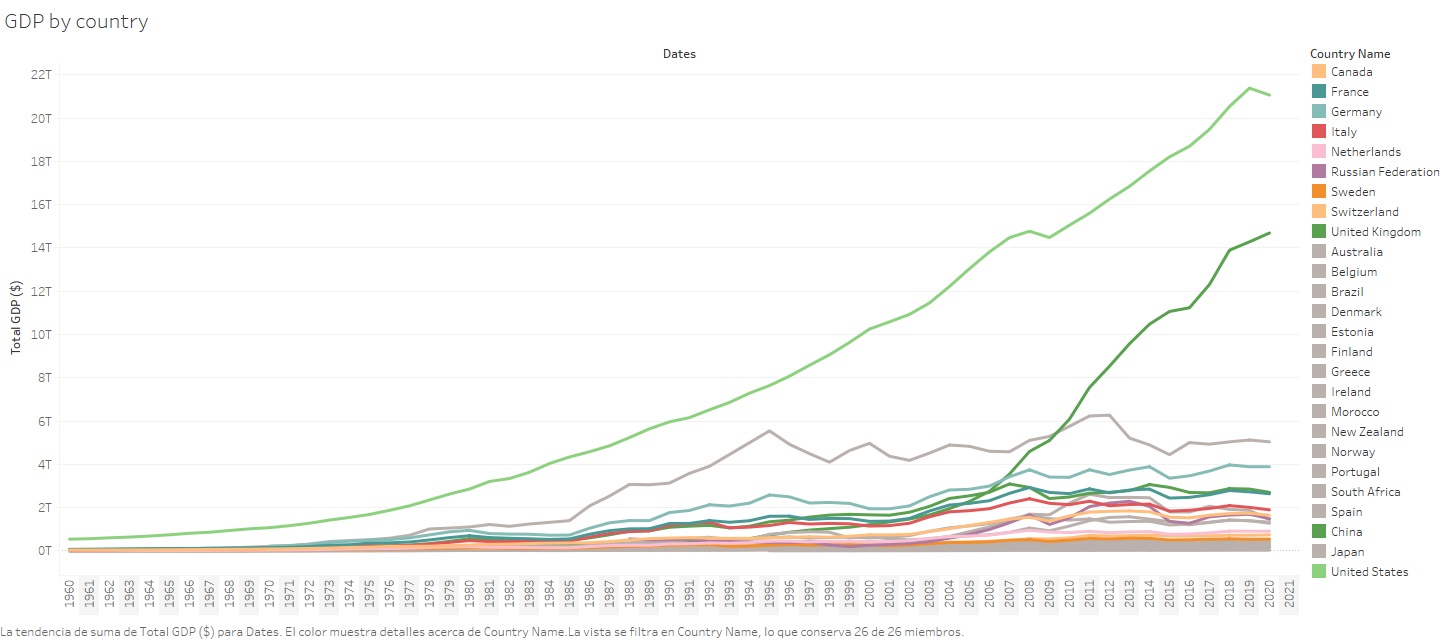 GDP by country
Dates
Country Name
Canada
France
Germany
Italy
Netherlands
Russian Federation
Sweden
Switzerland
United Kingdom
Australia
Belgium
Brazil
Denmark
Estonia
Finland
Greece
Ireland
Morocco
New Zealand
Norway
Portugal
South Africa
Spain
China
Japan
United States
Total GDP ($)
22T
20T
18T
16T
14T
12T
10T
8T
6T
4T
2T
0T
1960
1961
1962
1963
1964
1965
1966
1967
1968
1969
1970
1971
1972
1973
1974
1975
1976
1977
1978
1979
1980
1981
1982
1983
1984
1985
1986
1987
1988
1989
1990
1991
1992
1993
1994
1995
1996
1997
1998
1999
2000
2001
2002
2003
2004
2005
2006
2007
2008
2009
2010
2011
2012
2013
2014
2015
2016
2017
2018
2019
2020
2021
La tendencia de suma de Total GDP ($) para Dates. El color muestra detalles acerca de Country Name.La vista se filtra en Country Name, lo que conserva 26 de 26 miembros.